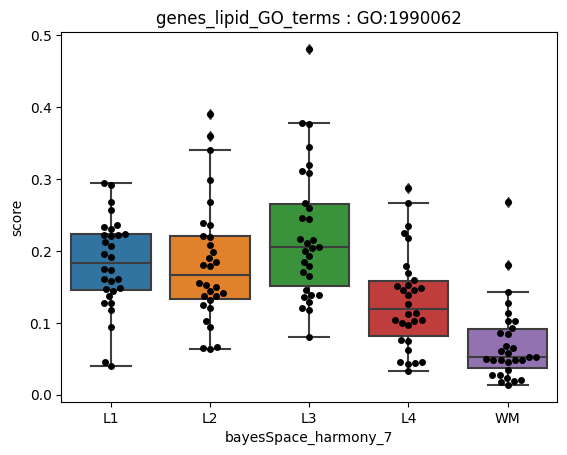 genes_lipid_GO_terms : GO:1990062
0.5
0.4
0.3
0.2
0.1
0.0
score
L1 L2 L3 L4 WM
bayesSpace_harmony_7